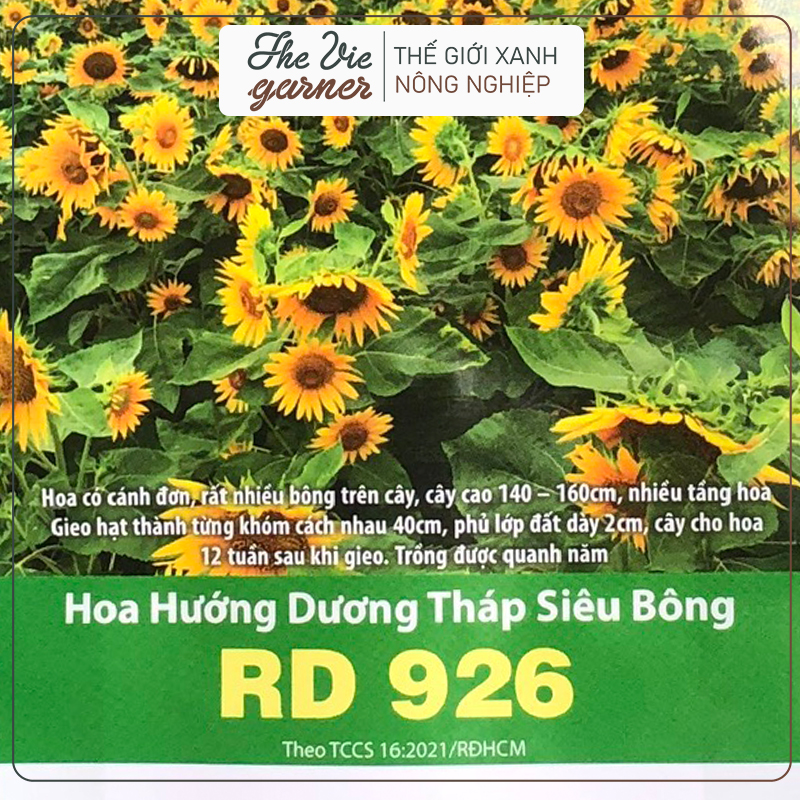 The Vie
garner
THẾ GIỚI XANH
NÔNG NGHIỆP
Hoa có cánh đơn, rất nhiều bông trên cây, cây cao 140 – 160cm, nhiều tầng hoa
Gieo hạt thành từng khóm cách nhau 40cm, phủ lớp đất dày 2cm, cây cho hoa
12 tuần sau khi gieo. Trồng được quanh năm
Hoa Hướng Dương Tháp Siêu Bông
RD 926
Theo TCCS 16:2021/RĐHCM